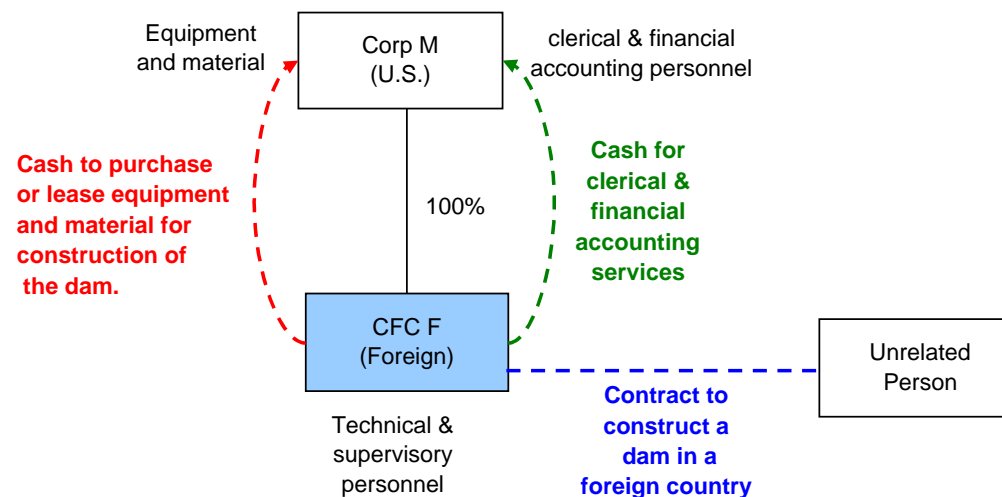 Equipment
and material
Corp M
(U.S.)
clerical & financial
accounting personnel
Cash to purchase
or lease equipment
and material for
construction of
the dam.
100%
Cash for
clerical &
financial
accounting
services
CFC F
(Foreign)
Unrelated
Person
Technical &
supervisory
personnel
Contract to
construct a
dam in a
foreign country